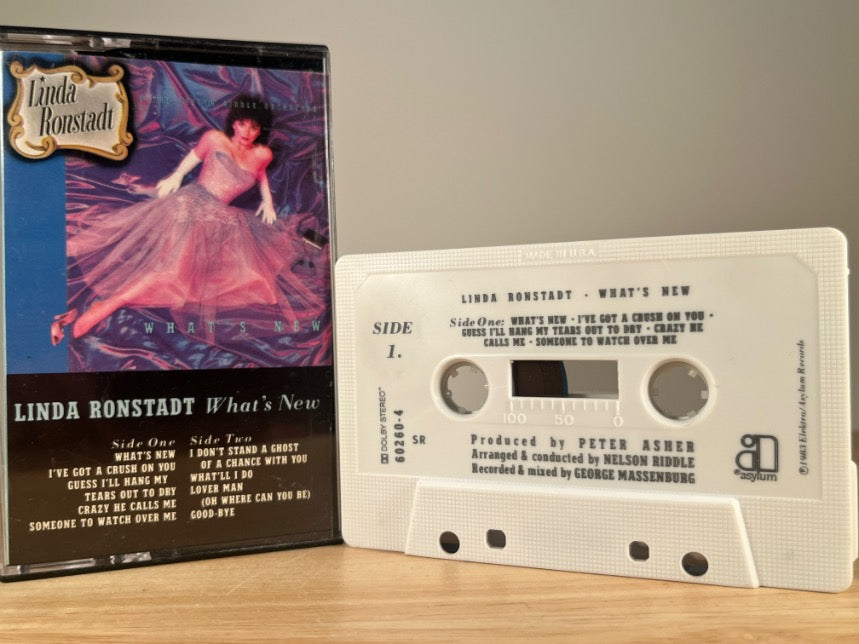 Linda
Ronstadt
& THE NELSON RIDDLE ORCHESTRA
WHAT'S NEW
LINDA RONSTADT What's New
Side One
WHAT'S NEW
I'VE GOT A CRUSH ON YOU
GUESS I'LL HANG MY
TEARS OUT TO DRY
CRAZY HE CALLS ME
SOMEONE TO WATCH OVER ME
Side Two
I DON'T STAND A GHOST
OF A CHANCE WITH YOU
WHAT'LL I DO
LOVER MAN
(OH WHERE CAN YOU BE)
GOOD-BYE
MADE IN U.S.A.
LINDA RONSTADT · WHAT'S NEW
SIDE
1.
Side One: WHAT'S NEW · I'VE GOT A CRUSH ON YOU ·
GUESS I'LL HANG MY TEARS OUT TO DRY · CRAZY HE
CALLS ME · SOMEONE TO WATCH OVER ME
100 50 0
DOLBY STEREO™
60260-4
SR
Produced by PETER ASHER
Arranged & conducted by NELSON RIDDLE
Recorded & mixed by GEORGE MASSENBURG
asylum
℗1983 Elektra/Asylum Records